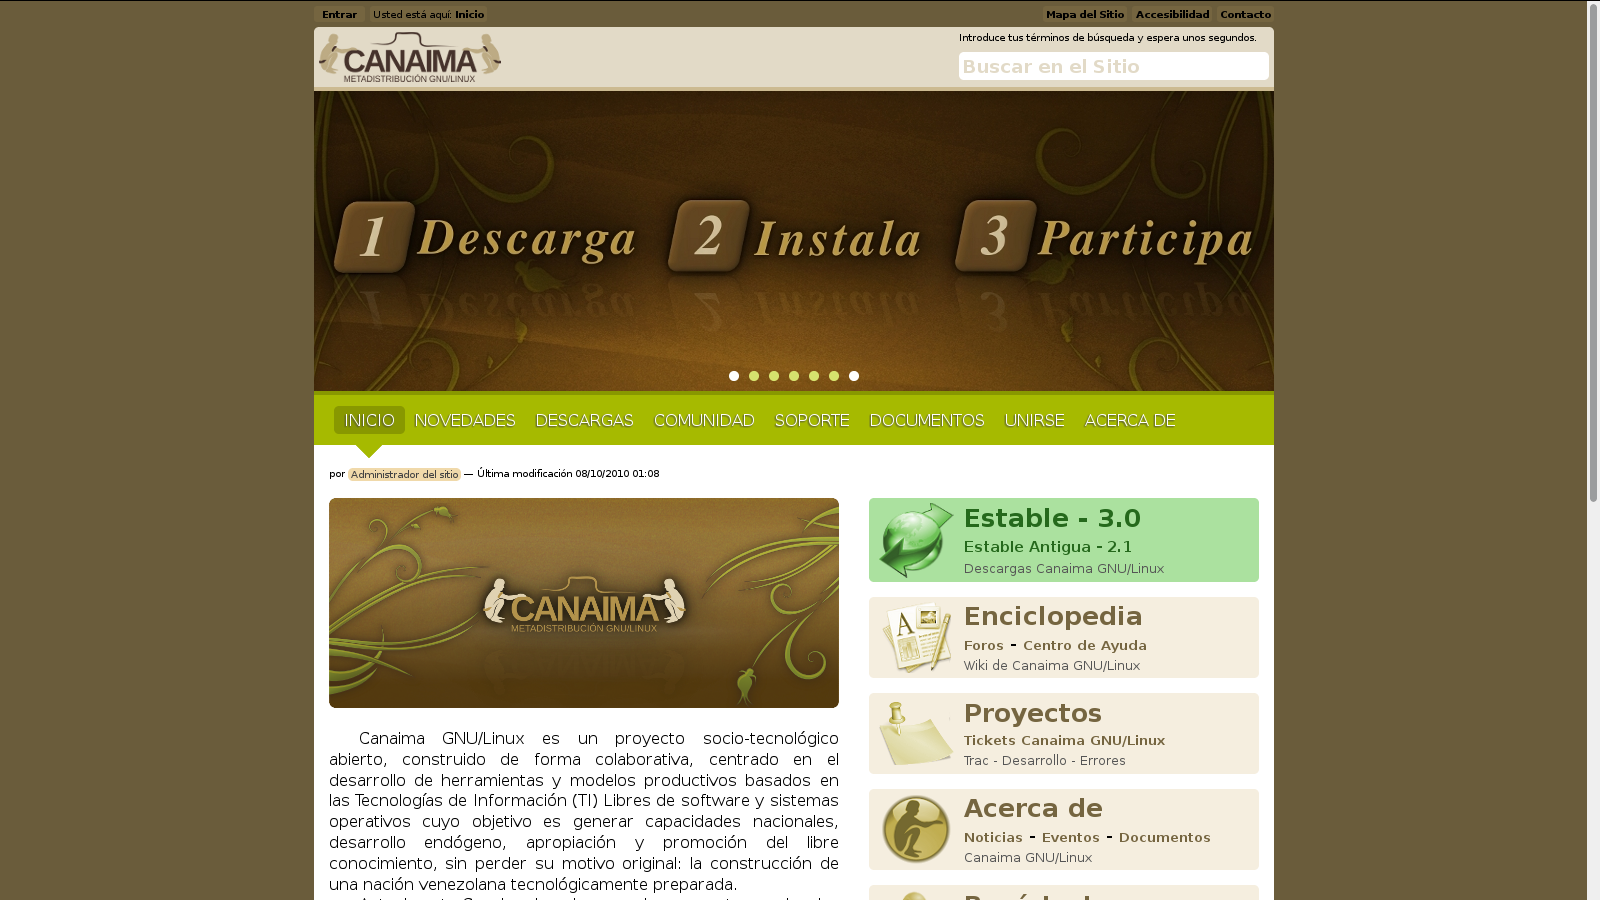 Entrar
Usted está aquí: Inicio
Mapa del Sitio
Accesibilidad
Contacto
CANAIMA
METADISTRIBUCIÓN GNU/LINUX
Introduce tus términos de búsqueda y espera unos segundos.
Buscar en el Sitio
1 Descarga 2 Instala 3 Participa
INICIO NOVEDADES DESCARGAS COMUNIDAD SOPORTE DOCUMENTOS UNIRSE ACERCA DE
por Administrador del sitio — Última modificación 08/10/2010 01:08
CANAIMA
METADISTRIBUCIÓN GNU/LINUX
Canaima GNU/Linux es un proyecto socio-tecnológico
abierto, construido de forma colaborativa, centrado en el
desarrollo de herramientas y modelos productivos basados en
las Tecnologías de Información (TI) Libres de software y sistemas
operativos cuyo objetivo es generar capacidades nacionales,
desarrollo endógeno, apropiación y promoción del libre
conocimiento, sin perder su motivo original: la construcción de
una nación venezolana tecnológicamente preparada.
Estable - 3.0
Estable Antigua - 2.1
Descargas Canaima GNU/Linux
Enciclopedia
Foros - Centro de Ayuda
Wiki de Canaima GNU/Linux
Proyectos
Tickets Canaima GNU/Linux
Trac - Desarrollo - Errores
Acerca de
Noticias - Eventos - Documentos
Canaima GNU/Linux